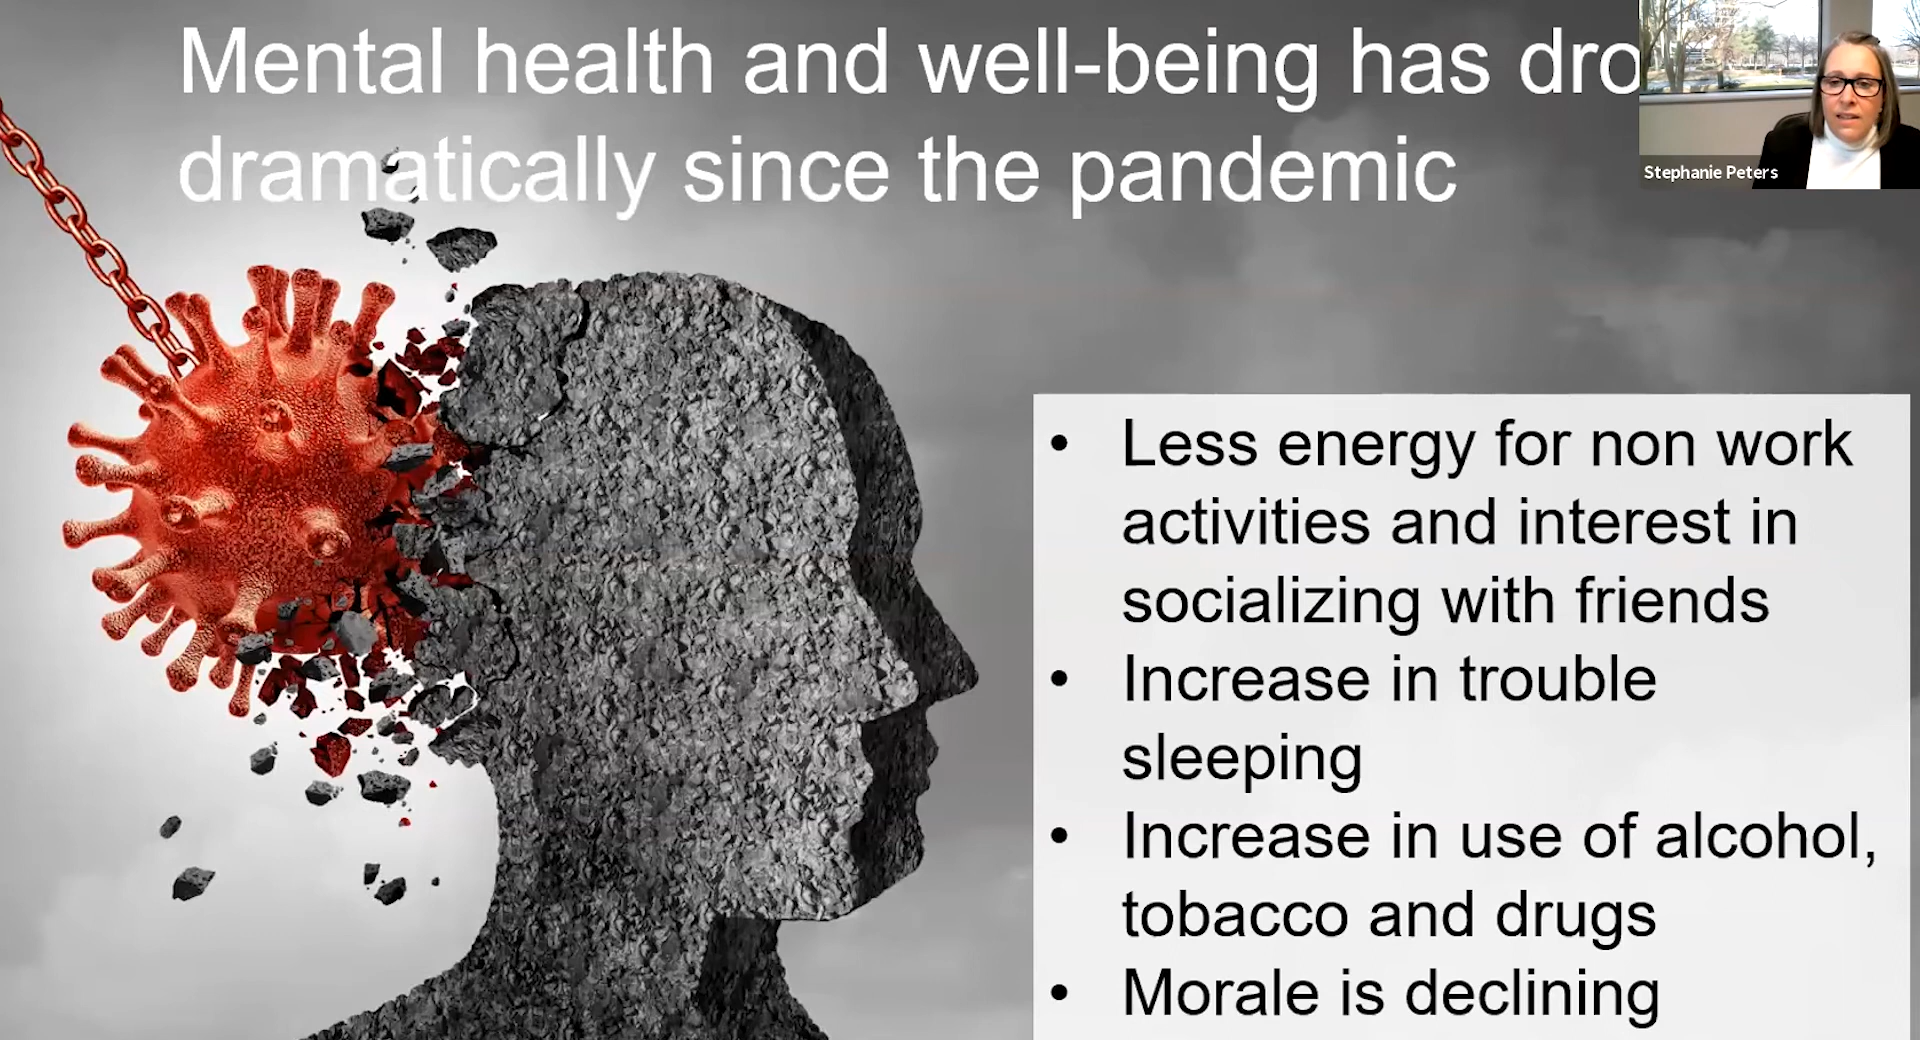 Mental health and well-being has dro
dramatically since the pandemic
Stephanie Peters
• Less energy for non work
activities and interest in
socializing with friends
• Increase in trouble
sleeping
• Increase in use of alcohol,
tobacco and drugs
• Morale is declining